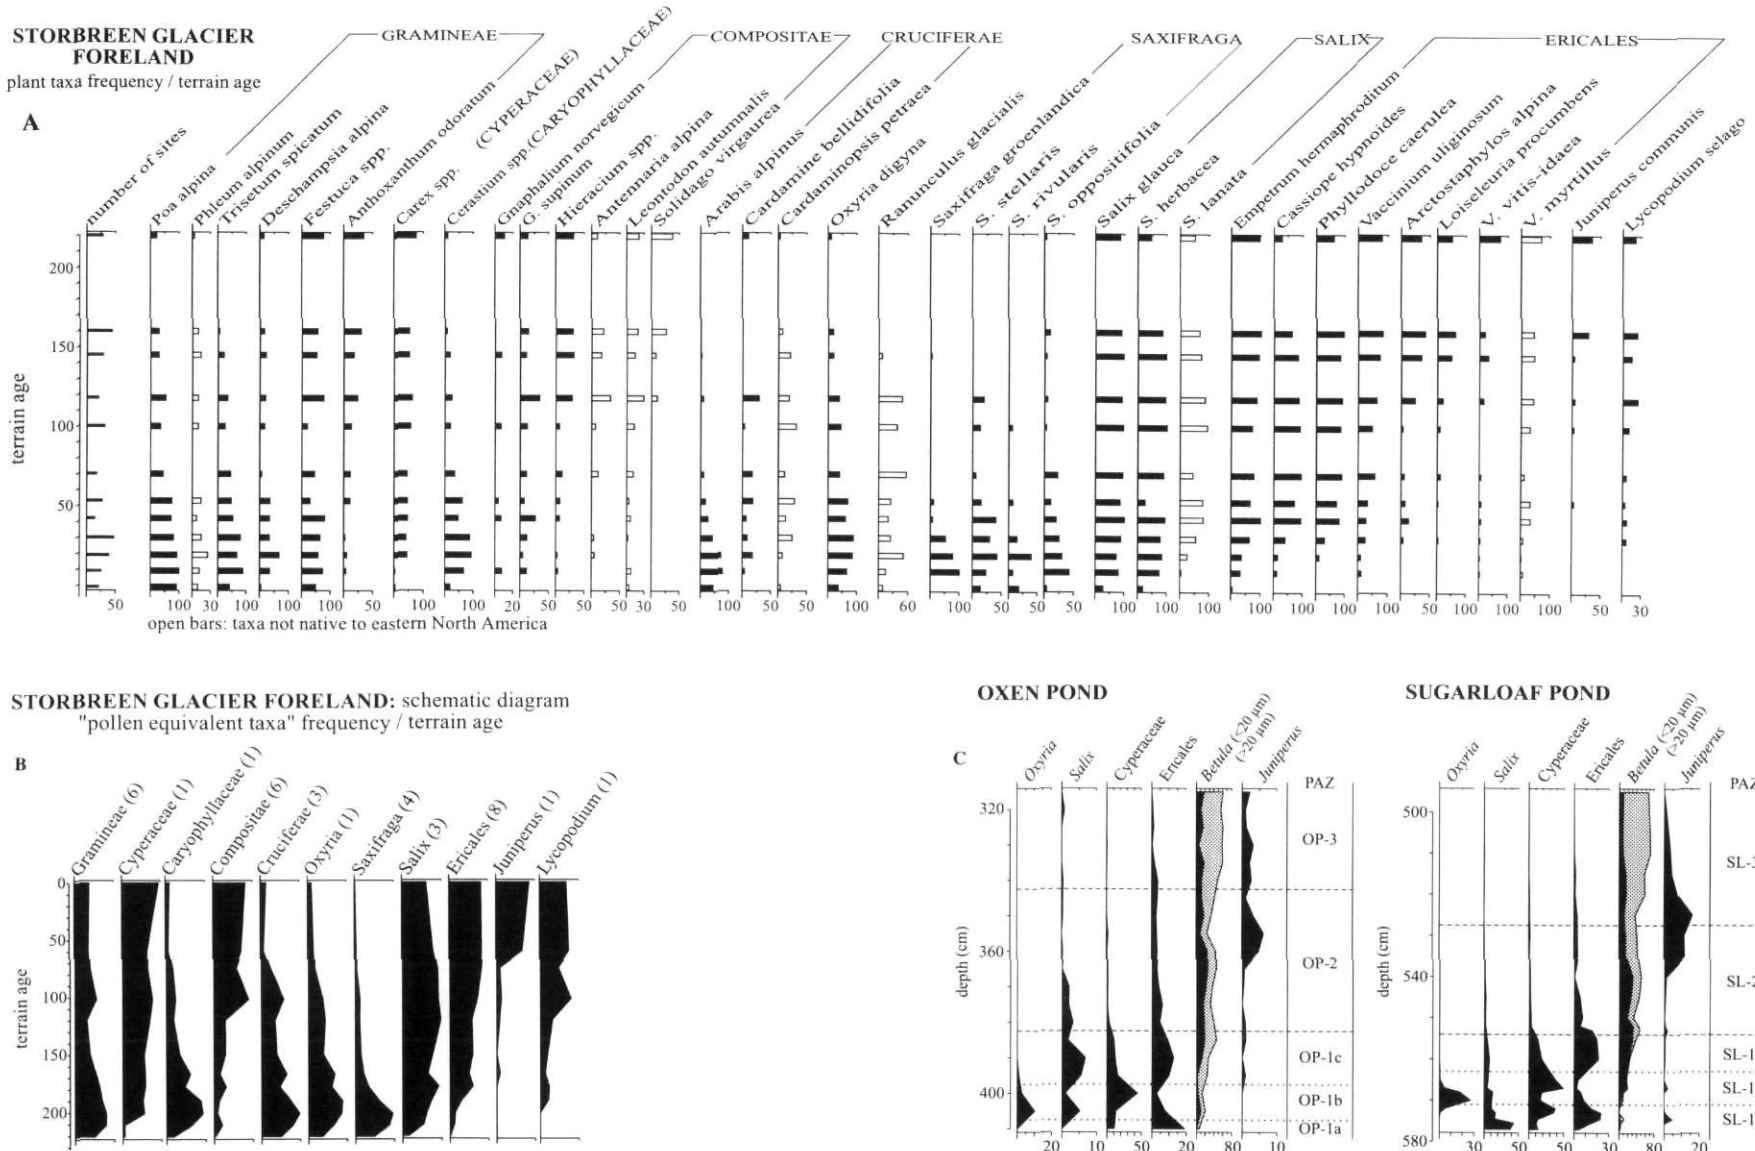 STORBREEN GLACIER
FORELAND
plant taxa frequency / terrain age
A
GRAMINEAE
COMPOSITAE
CRUCIFERAE
SAXIFRAGA
SALIX
ERICALES
number of sites
Poa alpina
Phleum alpinum
Trisetum spicatum
Deschampsia alpina
Festuca spp.
Anthoxanthum odoratum
Carex spp. (CYPERACEAE)
Cerastium spp.(CARYOPHYLLACEAE)
Gnaphalium norvegicum
G. supinum
Hieracium spp.
Antennaria alpina
Leontodon autumnalis
Solidago virgaurea
Arabis alpinus
Cardamine bellidifolia
Cardaminopsis petraea
Oxyria digyna
Ranunculus glacialis
Saxifraga groenlandica
S. stellaris
S. rivularis
S. oppositifolia
Salix glauca
S. herbacea
S. lanata
Empetrum hermaphroditum
Cassiope hypnoides
Phyllodoce caerulea
Vaccinium uliginosum
Arctostaphylos alpina
Loiseleuria procumbens
V. vitis-idaea
V. myrtillus
Juniperus communis
Lycopodium selago
terrain age
200
150
100
50
50 100 30 100 100 100 50 100 100 20 50 50 50 30 50 100 50 50 100 60 100 50 50 50 100 100 100 100 100 100 100 50 100 100 100 50 30
open bars: taxa not native to eastern North America
STORBREEN GLACIER FORELAND: schematic diagram
"pollen equivalent taxa" frequency / terrain age
B
Gramineae (6)
Cyperaceae (1)
Caryophyllaceae (1)
Compositae (6)
Cruciferae (3)
Oxyria (1)
Saxifraga (4)
Salix (3)
Ericales (8)
Juniperus (1)
Lycopodium (1)
terrain age
0
50
100
150
200
OXEN POND
C
Oxyria
Salix
Cyperaceae
Ericales
Betula (<20 µm)
(>20 µm)
Juniperus
PAZ
depth (cm)
320
360
400
OP-3
OP-2
OP-1c
OP-1b
OP-1a
20 10 50 20 80 10
SUGARLOAF POND
Oxyria
Salix
Cyperaceae
Ericales
Betula (<20 µm)
(>20 µm)
Juniperus
PAZ
depth (cm)
500
540
580
SL-3
SL-2
SL-1
SL-1
SL-1
30 50 50 30 80 20